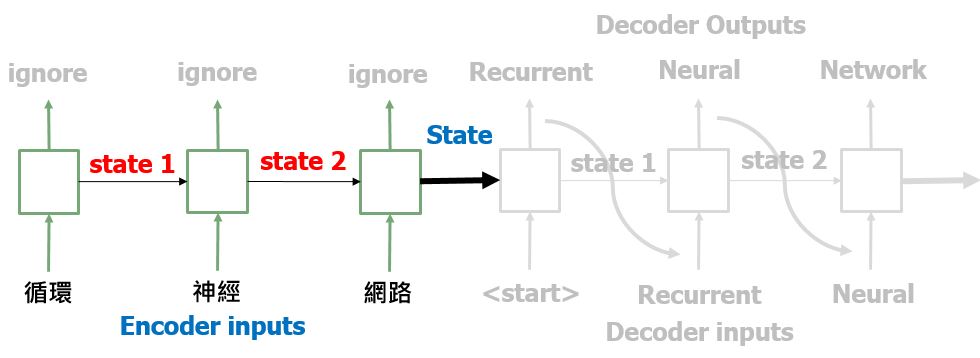 Decoder Outputs
ignore ignore ignore Recurrent Neural Network
State
state 1 state 2 state 1 state 2
循環 神經 網路 <start> Recurrent Neural
Encoder inputs Decoder inputs